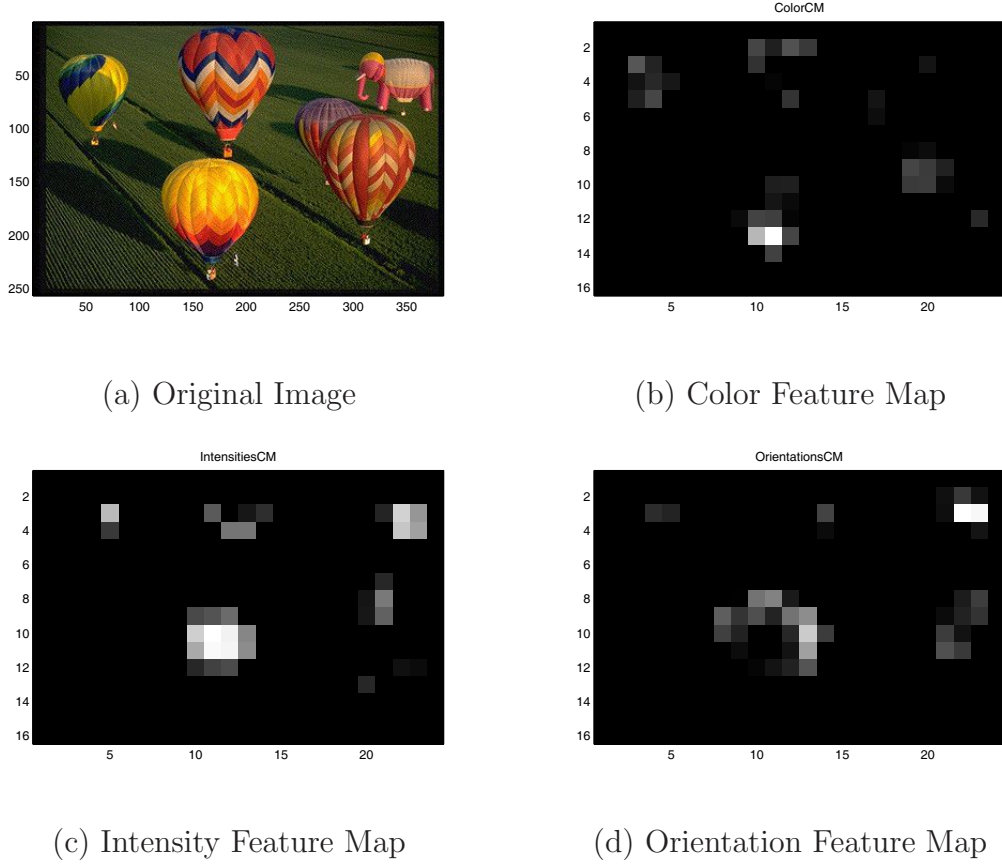 ColorCM
50
100
150
200
250
50 100 150 200 250 300 350
2
4
6
8
10
12
14
16
5 10 15 20
(a) Original Image
(b) Color Feature Map
IntensitiesCM
OrientationsCM
2
4
6
8
10
12
14
16
5 10 15 20
2
4
6
8
10
12
14
16
5 10 15 20
(c) Intensity Feature Map
(d) Orientation Feature Map